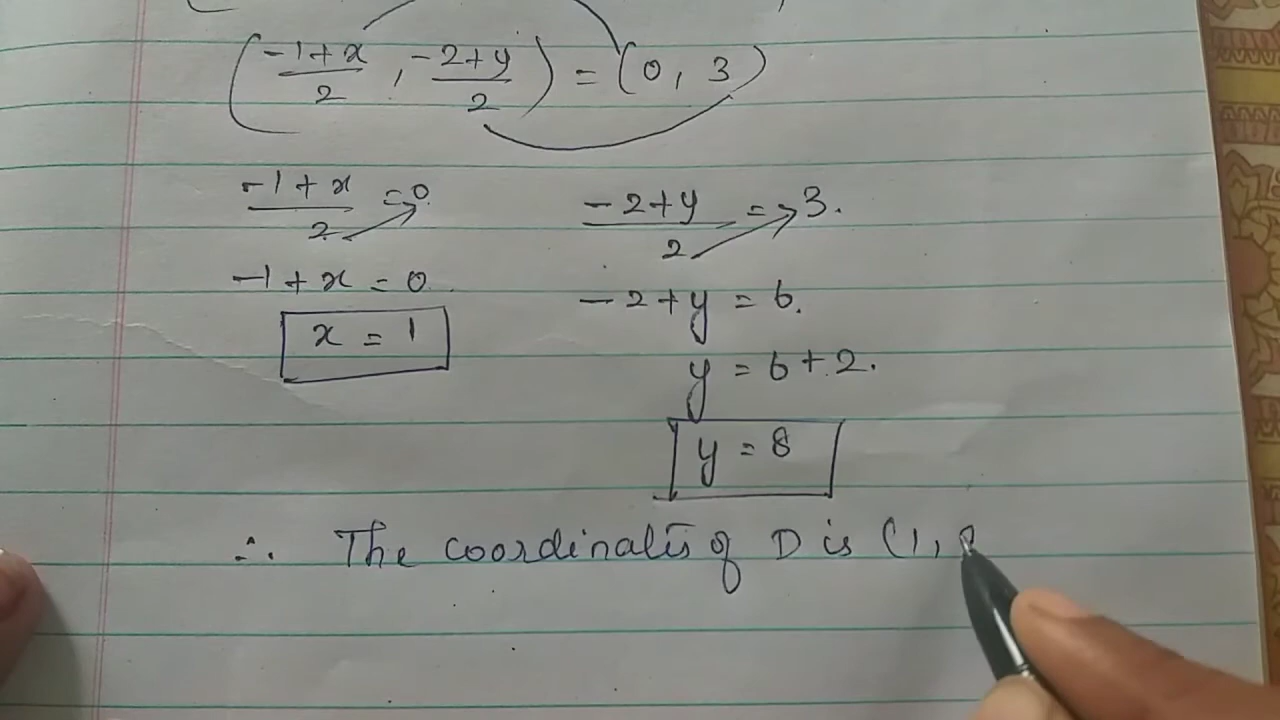 (-1+x/2, -2+y/2) = (0, 3)
-1+x/2 = 0
-1+x = 0
x = 1
-2+y/2 = 3.
-2+y = 6.
y = 6+2.
y = 8
∴ The coordinates of D is (1,